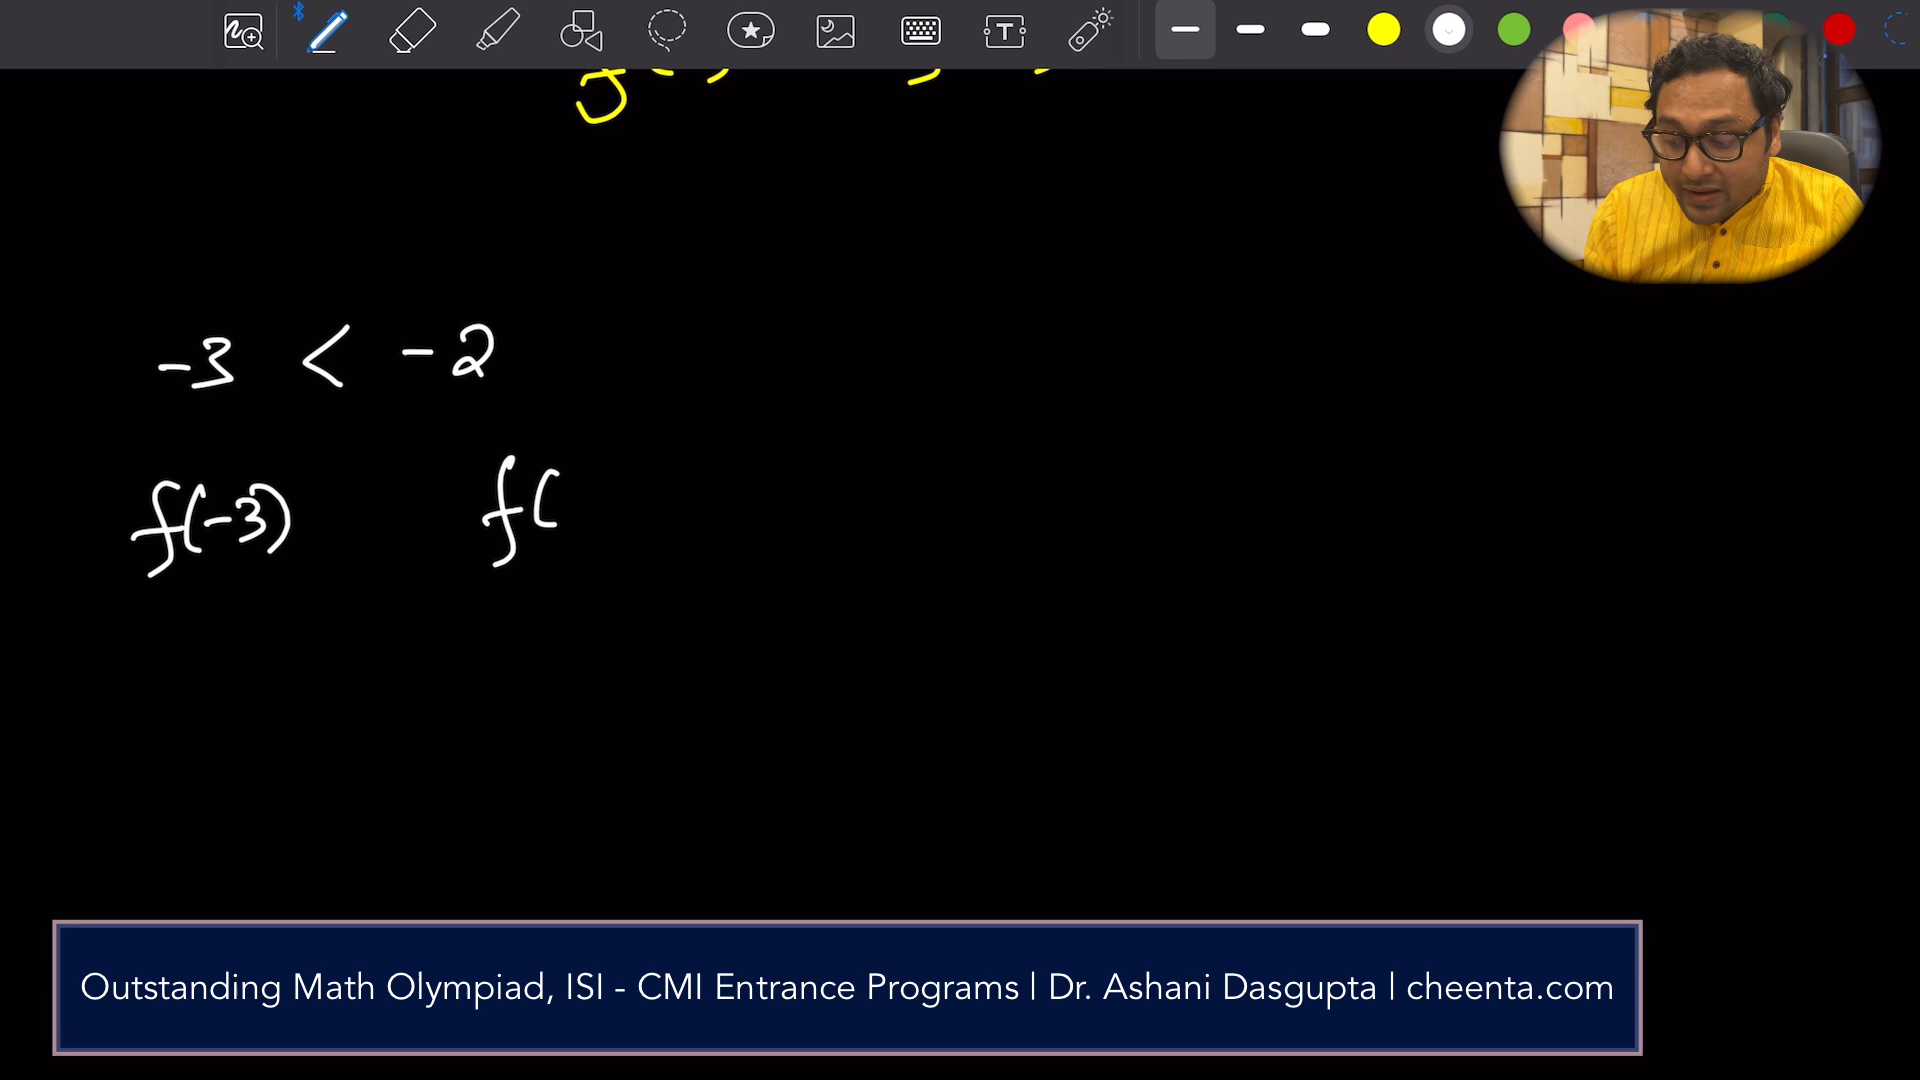 -3 < -2
f(-3) f(
Outstanding Math Olympiad, ISI - CMI Entrance Programs | Dr. Ashani Dasgupta | cheenta.com